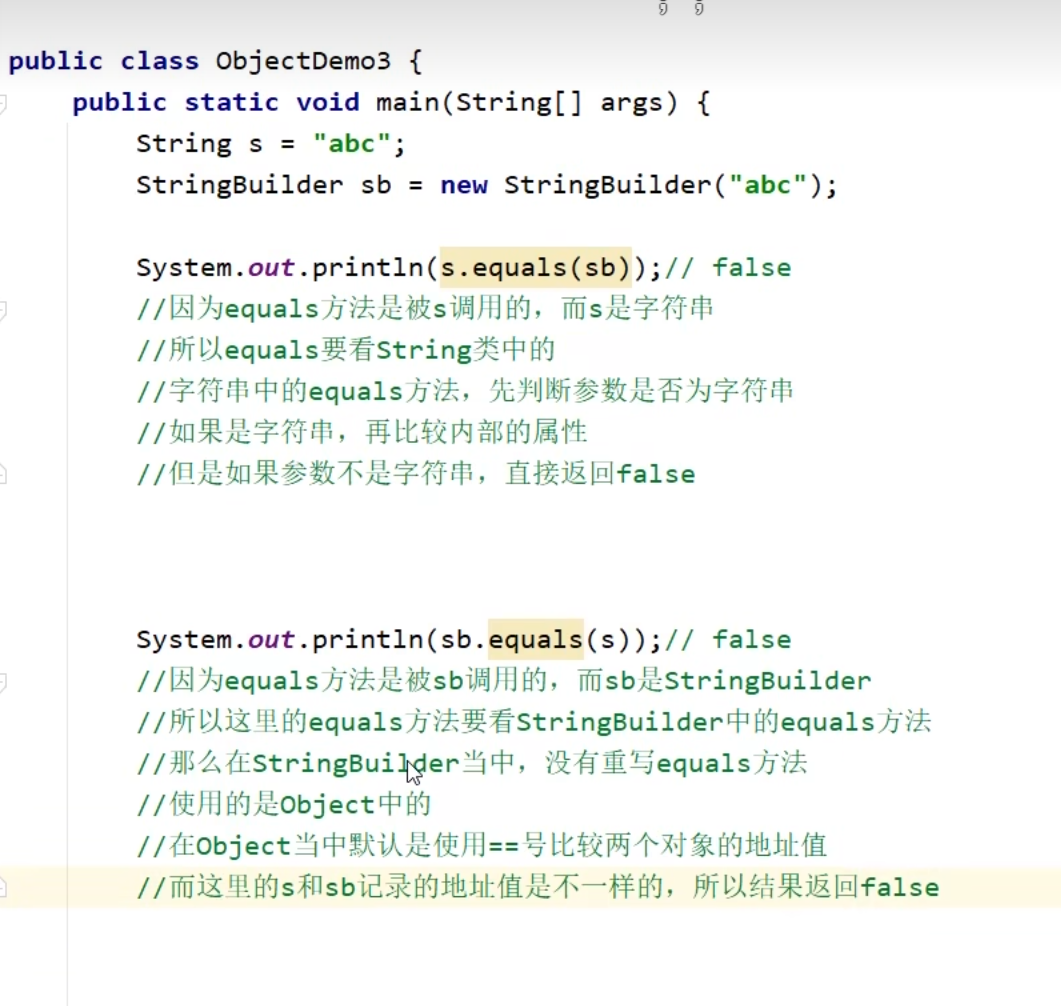 public class ObjectDemo3 {
public static void main(String[] args) {
String s = "abc";
StringBuilder sb = new StringBuilder("abc");
System.out.println(s.equals(sb));// false
//因为equals方法是被s调用的，而s是字符串
//所以equals要看String类中的
//字符串中的equals方法，先判断参数是否为字符串
//如果是字符串，再比较内部的属性
//但是如果参数不是字符串，直接返回false
System.out.println(sb.equals(s));// false
//因为equals方法是被sb调用的，而sb是StringBuilder
//所以这里的equals方法要看StringBuilder中的equals方法
//那么在StringBuilder当中，没有重写equals方法
//使用的是Object中的
//在Object当中默认是使用==号比较两个对象的地址值
//而这里的s和sb记录的地址值是不一样的，所以结果返回false